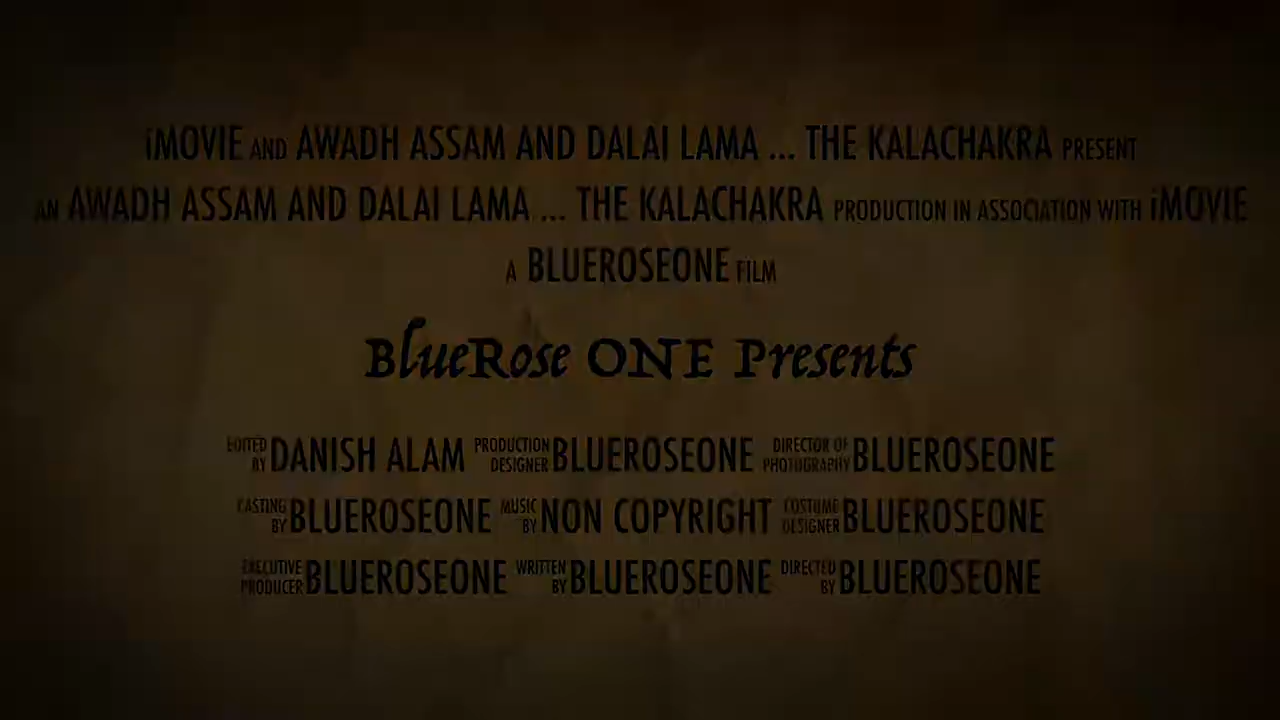 iMOVIE AND AWADH ASSAM AND DALAI LAMA ... THE KALACHAKRA PRESENT
AN AWADH ASSAM AND DALAI LAMA ... THE KALACHAKRA PRODUCTION IN ASSOCIATION WITH iMOVIE
A BLUEROSEONE FILM
BlueRose ONE Presents
EDITED BY DANISH ALAM PRODUCTION DESIGNER BLUEROSEONE DIRECTOR OF PHOTOGRAPHY BLUEROSEONE
CASTING BY BLUEROSEONE MUSIC BY NON COPYRIGHT COSTUME DESIGNER BLUEROSEONE
EXECUTIVE PRODUCER BLUEROSEONE WRITTEN BY BLUEROSEONE DIRECTED BY BLUEROSEONE